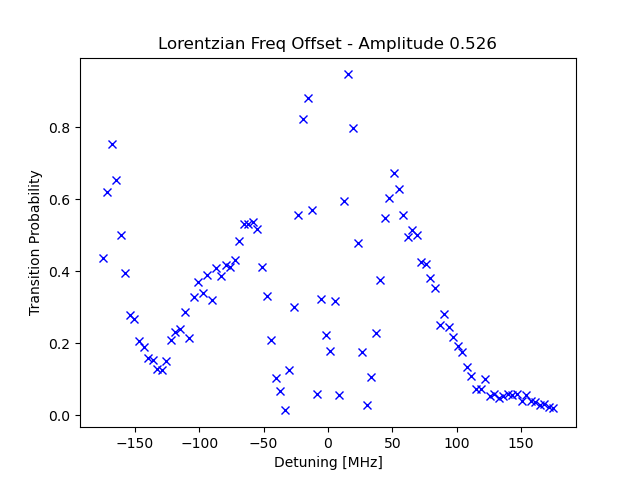 Lorentzian Freq Offset - Amplitude 0.526
Transition Probability
0.8
0.6
0.4
0.2
0.0
−150 −100 −50 0 50 100 150
Detuning [MHz]